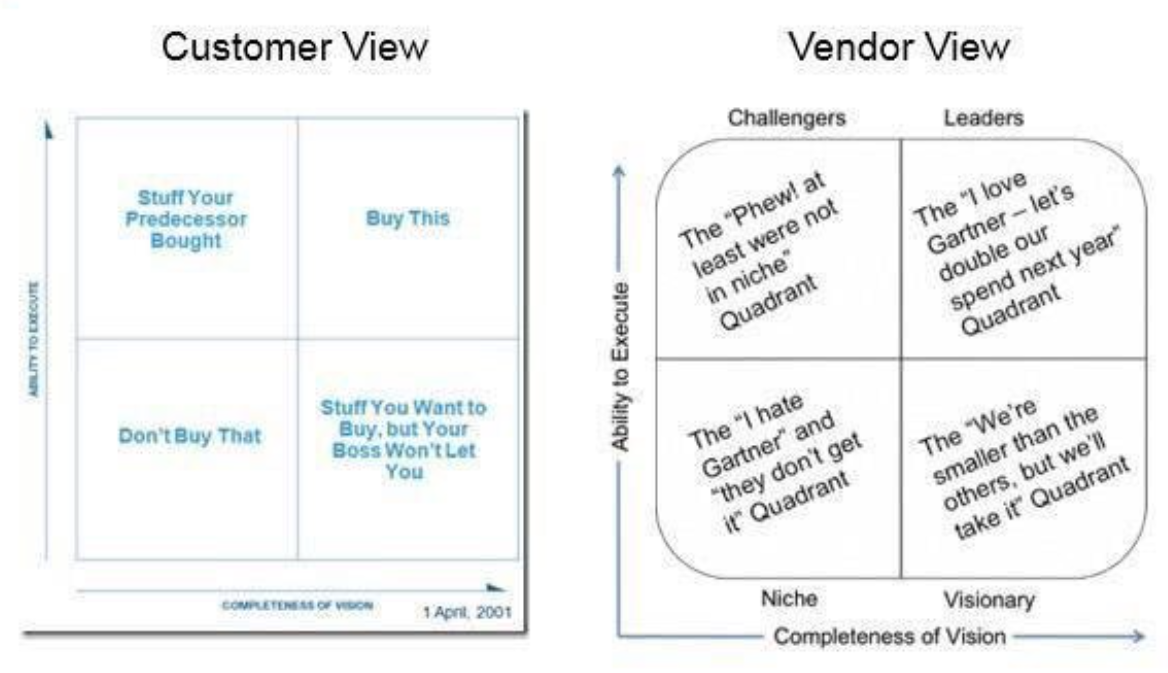 Customer View
Stuff Your
Predecessor
Bought
Buy This
Don't Buy That
Stuff You Want to
Buy, but Your
Boss Won't Let
You
ABILITY TO EXECUTE
COMPLETENESS OF VISION
1 April, 2001
Vendor View
Challengers
Leaders
The "Phew! at
least were not
in niche"
Quadrant
The "I love
Gartner – let's
double our
spend next year"
Quadrant
The "I hate
Gartner" and
"they don't get
it" Quadrant
The "We're
smaller than the
others, but we'll
take it" Quadrant
Ability to Execute
Niche
Visionary
Completeness of Vision